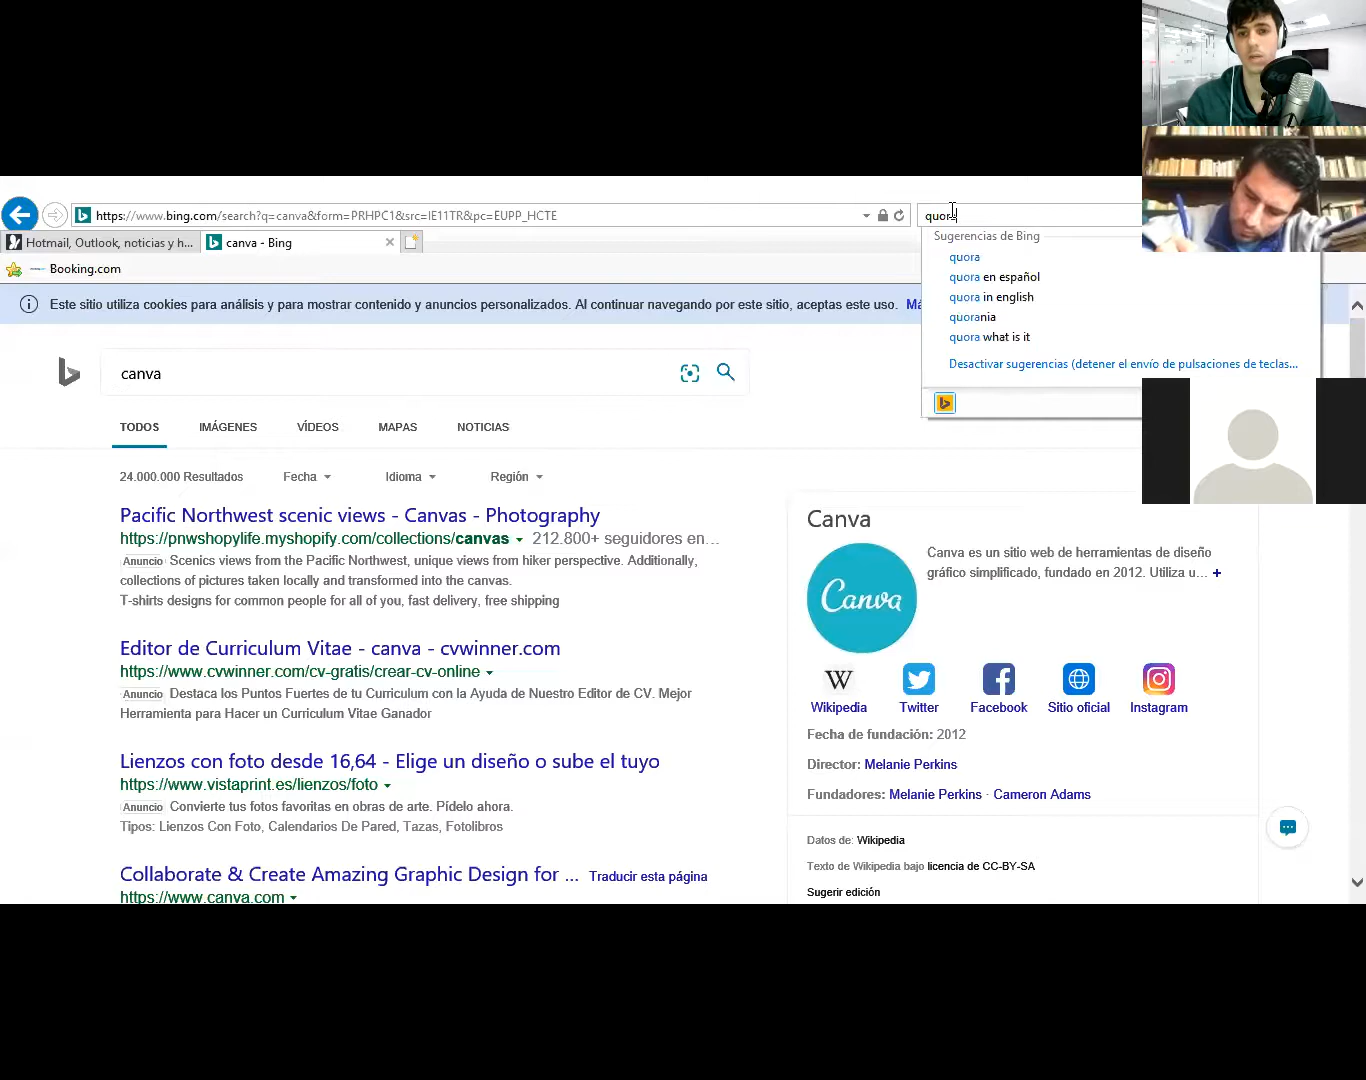 https://www.bing.com/search?q=canva&form=PRHPC1&src=IE11TR&pc=EUPP_HCTE
quora
Hotmail, Outlook, noticias y h...
canva - Bing
Sugerencias de Bing
quora
quora en español
quora in english
quorania
quora what is it
Desactivar sugerencias (detener el envío de pulsaciones de teclas...
Booking.com
Este sitio utiliza cookies para análisis y para mostrar contenido y anuncios personalizados. Al continuar navegando por este sitio, aceptas este uso.
canva
TODOS
IMÁGENES
VÍDEOS
MAPAS
NOTICIAS
24.000.000 Resultados
Fecha
Idioma
Región
Pacific Northwest scenic views - Canvas - Photography
https://pnwshopylife.myshopify.com/collections/canvas
212.800+ seguidores en...
Anuncio Scenics views from the Pacific Northwest, unique views from hiker perspective. Additionally,
collections of pictures taken locally and transformed into the canvas.
T-shirts designs for common people for all of you, fast delivery, free shipping
Editor de Curriculum Vitae - canva - cvwinner.com
https://www.cvwinner.com/cv-gratis/crear-cv-online
Anuncio Destaca los Puntos Fuertes de tu Curriculum con la Ayuda de Nuestro Editor de CV. Mejor
Herramienta para Hacer un Curriculum Vitae Ganador
Lienzos con foto desde 16,64 - Elige un diseño o sube el tuyo
https://www.vistaprint.es/lienzos/foto
Anuncio Convierte tus fotos favoritas en obras de arte. Pídelo ahora.
Tipos: Lienzos Con Foto, Calendarios De Pared, Tazas, Fotolibros
Collaborate & Create Amazing Graphic Design for ...
Traducir esta página
https://www.canva.com
Canva
Canva
Canva es un sitio web de herramientas de diseño
gráfico simplificado, fundado en 2012. Utiliza u... +
W
Wikipedia
Twitter
Facebook
Sitio oficial
Instagram
Fecha de fundación: 2012
Director: Melanie Perkins
Fundadores: Melanie Perkins · Cameron Adams
Datos de: Wikipedia
Texto de Wikipedia bajo licencia de CC-BY-SA
Sugerir edición